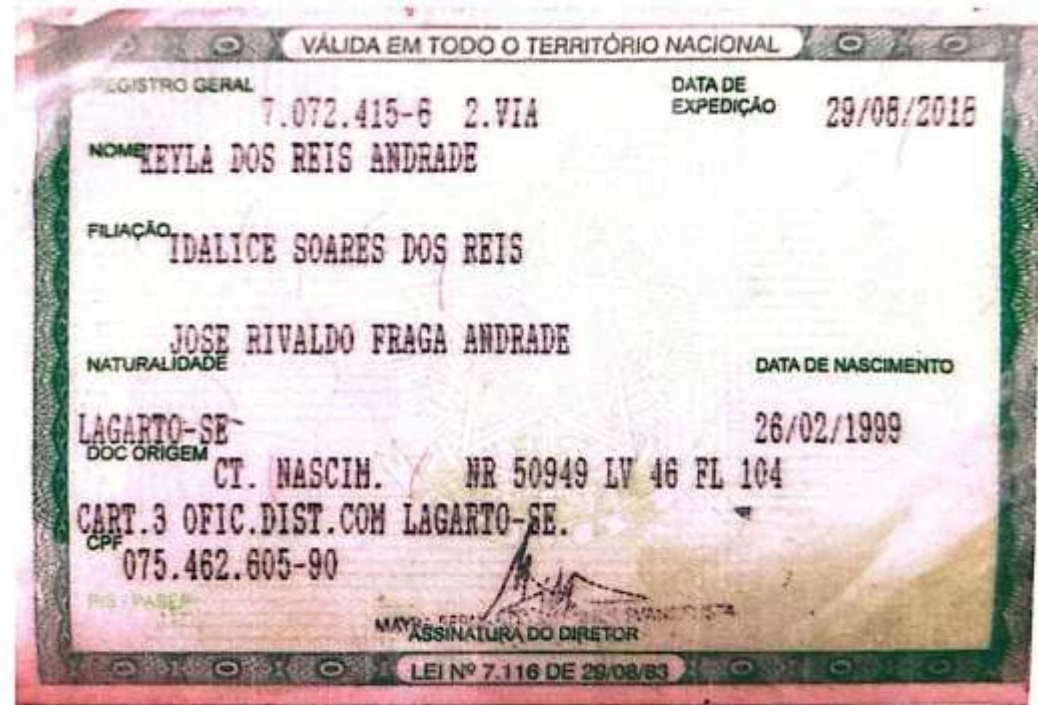 VÁLIDA EM TODO O TERRITÓRIO NACIONAL
REGISTRO GERAL 7.072.415-6 2.VIA DATA DE EXPEDIÇÃO 29/08/2018
NOME KEYLA DOS REIS ANDRADE
FILIAÇÃO IDALICE SOARES DOS REIS
JOSE RIVALDO FRAGA ANDRADE
NATURALIDADE DATA DE NASCIMENTO
LAGARTO-SE 26/02/1999
DOC ORIGEM CT. NASCIM. NR 50949 LV 46 FL 104
CART.3 OFIC.DIST.COM LAGARTO-SE.
CPF 075.462.605-90
PIS / PASEP
ASSINATURA DO DIRETOR
LEI Nº 7.116 DE 29/08/83